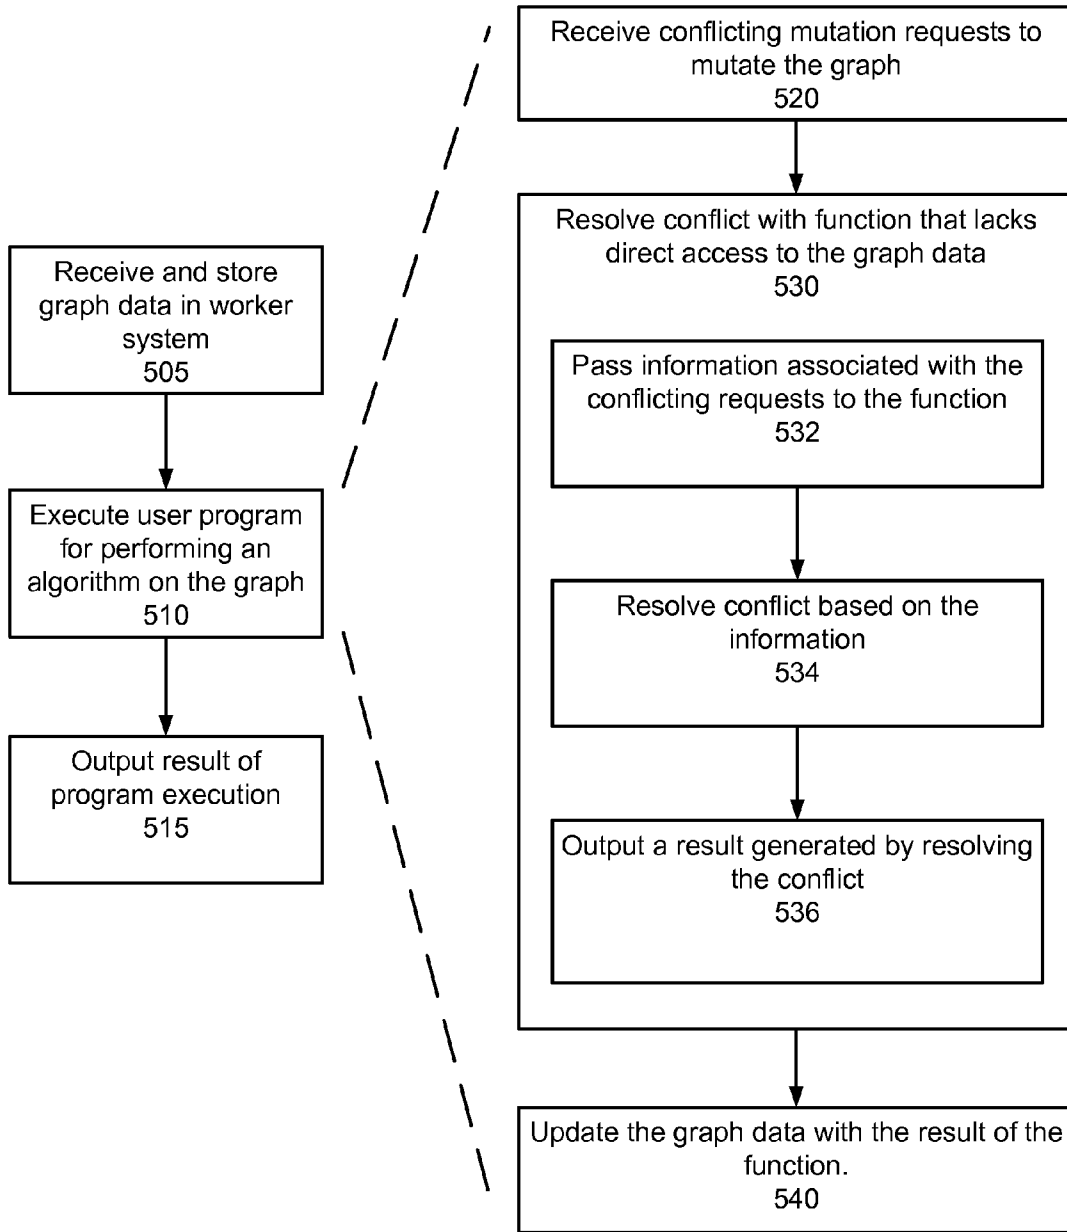 Receive and store
graph data in worker
system
505
Execute user program
for performing an
algorithm on the graph
510
Output result of
program execution
515
Receive conflicting mutation requests to
mutate the graph
520
Resolve conflict with function that lacks
direct access to the graph data
530
Pass information associated with the
conflicting requests to the function
532
Resolve conflict based on the
information
534
Output a result generated by resolving
the conflict
536
Update the graph data with the result of the
function.
540